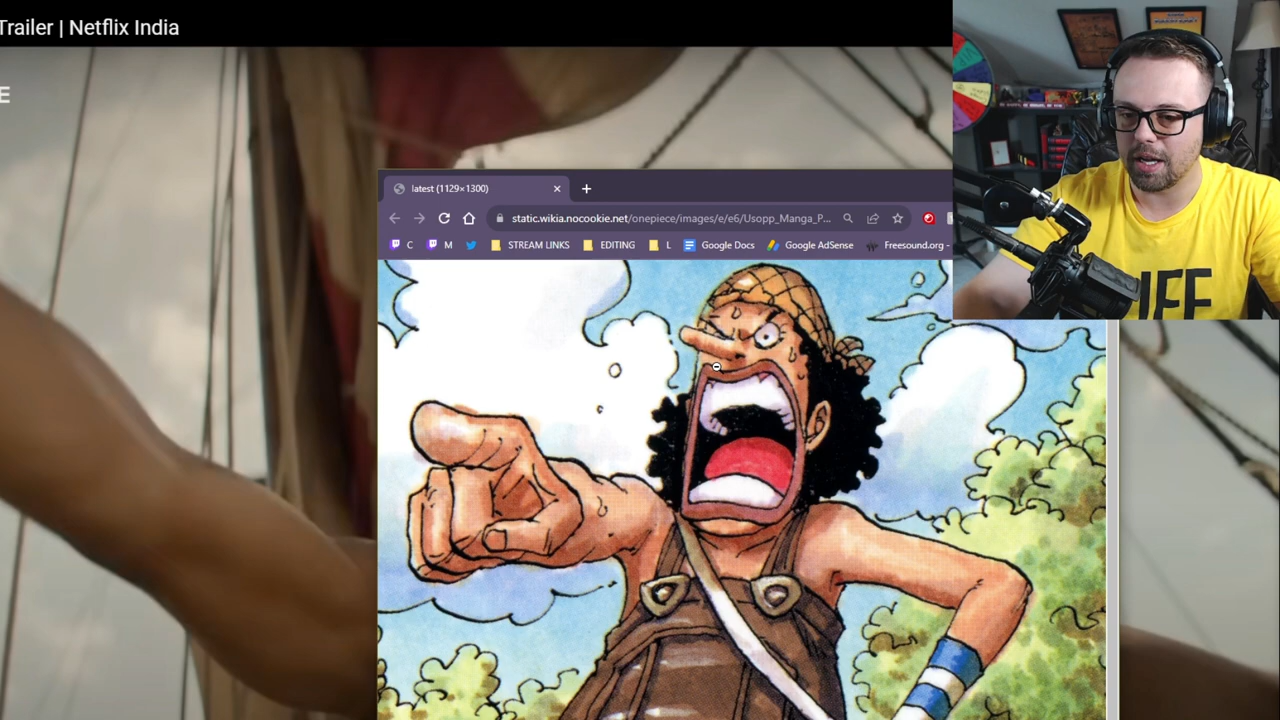 Trailer | Netflix India
E
latest (1129×1300)
static.wikia.nocookie.net/onepiece/images/e/e6/Usopp_Manga_P...
C M STREAM LINKS EDITING L Google Docs Google AdSense Freesound.org -
IFE